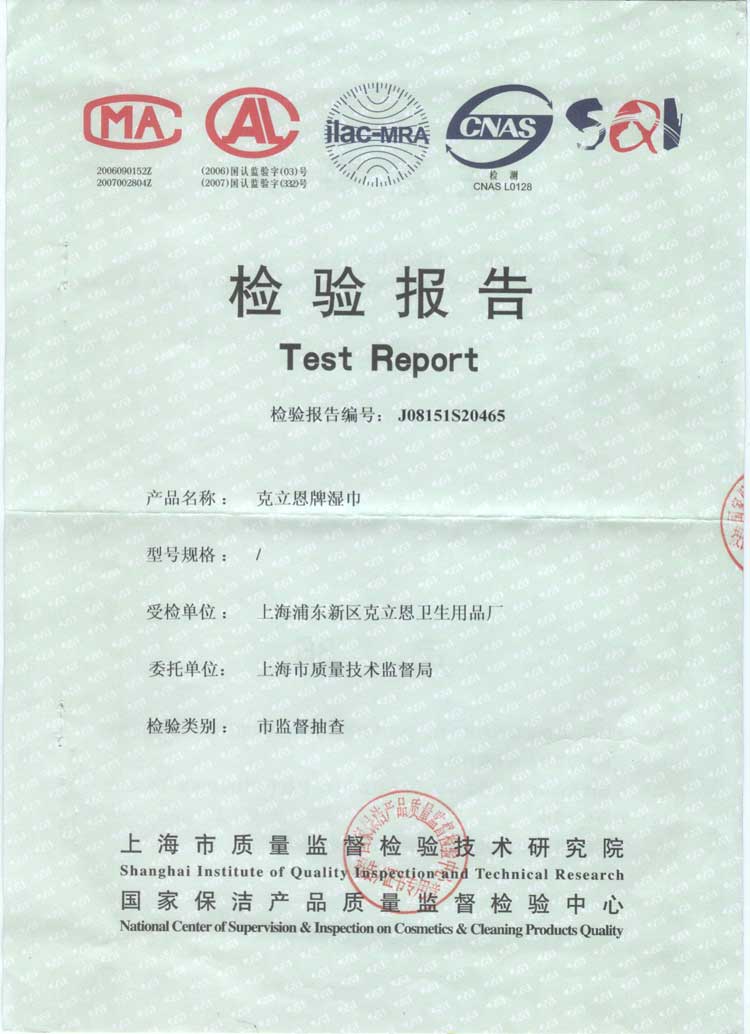 MA
AL
ilac-MRA
CNAS
SQI
2006090152Z
2007002804Z
(2006)国认监验字(03)号
(2007)国认监验字(332)号
检 测
CNAS L0128
检验报告
Test Report
检验报告编号： J08151S20465
产品名称： 克立恩牌湿巾
型号规格： /
受检单位： 上海浦东新区克立恩卫生用品厂
委托单位： 上海市质量技术监督局
检验类别： 市监督抽查
上海市质量监督检验技术研究院
Shanghai Institute of Quality Inspection and Technical Research
国家保洁产品质量监督检验中心
National Center of Supervision & Inspection on Cosmetics & Cleaning Products Quality